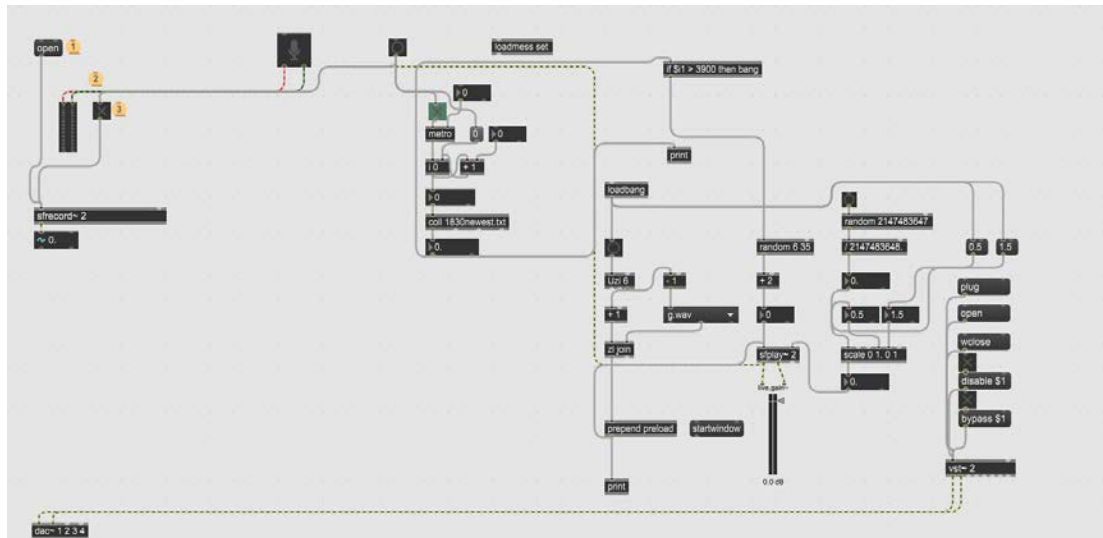 open 1
2
3
sfrecord~ 2
0.
loadmess set
0
metro
0
0
i 0
+ 1
0
coll 1830newest.txt
0.
if $i1 > 3900 then bang
print
loadbang
Uzi 6
- 1
+ 1
g.wav
zl join
prepend preload
startwindow
print
random 6 35
+ 2
0
sfplay~ 2
live.gain~
0.0 dB
random 2147483647
/ 2147483648.
0.
0.5
1.5
0.5
1.5
scale 0 1. 0 1
0.
plug
open
wclose
disable $1
bypass $1
vst~ 2
dac~ 1 2 3 4